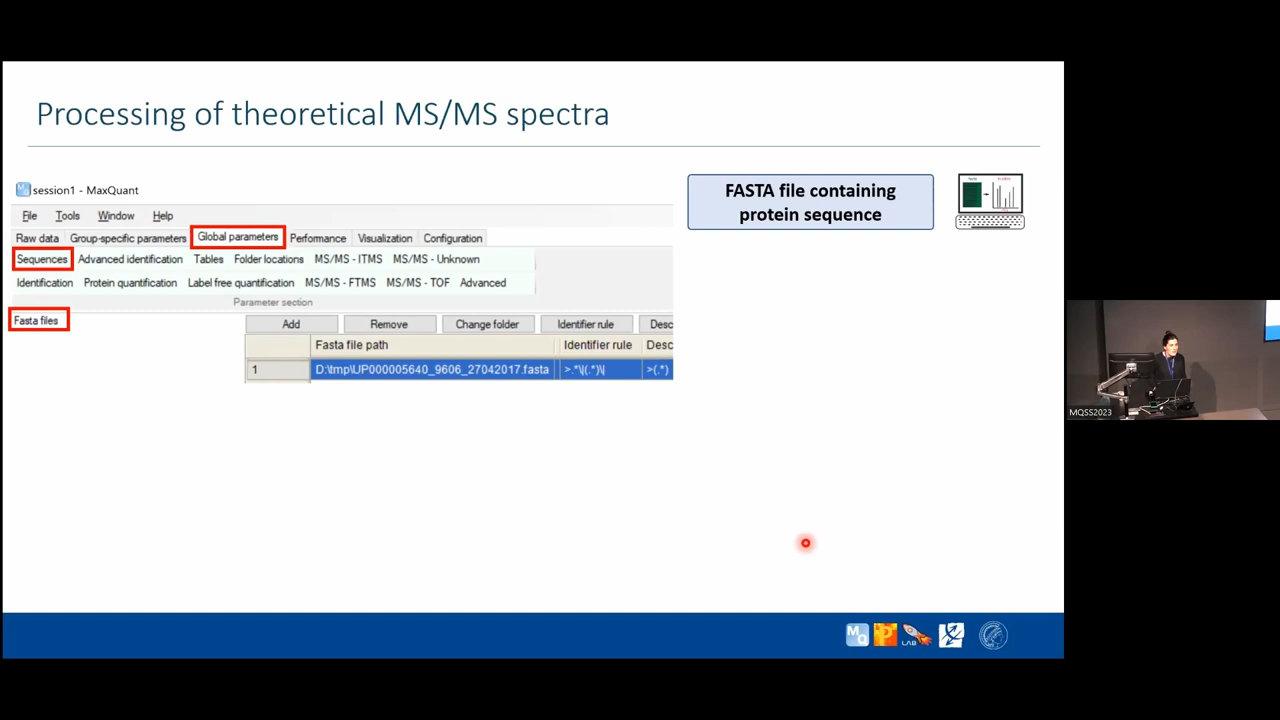 Processing of theoretical MS/MS spectra
session1 - MaxQuant
File Tools Window Help
Raw data Group-specific parameters Global parameters Performance Visualization Configuration
Sequences Advanced identification Tables Folder locations MS/MS - ITMS MS/MS - Unknown
Identification Protein quantification Label free quantification MS/MS - FTMS MS/MS - TOF Advanced
Parameter section
Fasta files
Add Remove Change folder Identifier rule Desc
Fasta file path Identifier rule Desc
1 D:\tmp\UP000005640_9606_27042017.fasta >.*\|(.*)\| >(.*)
FASTA file containing
protein sequence
MQ P LAB
MQSS2023